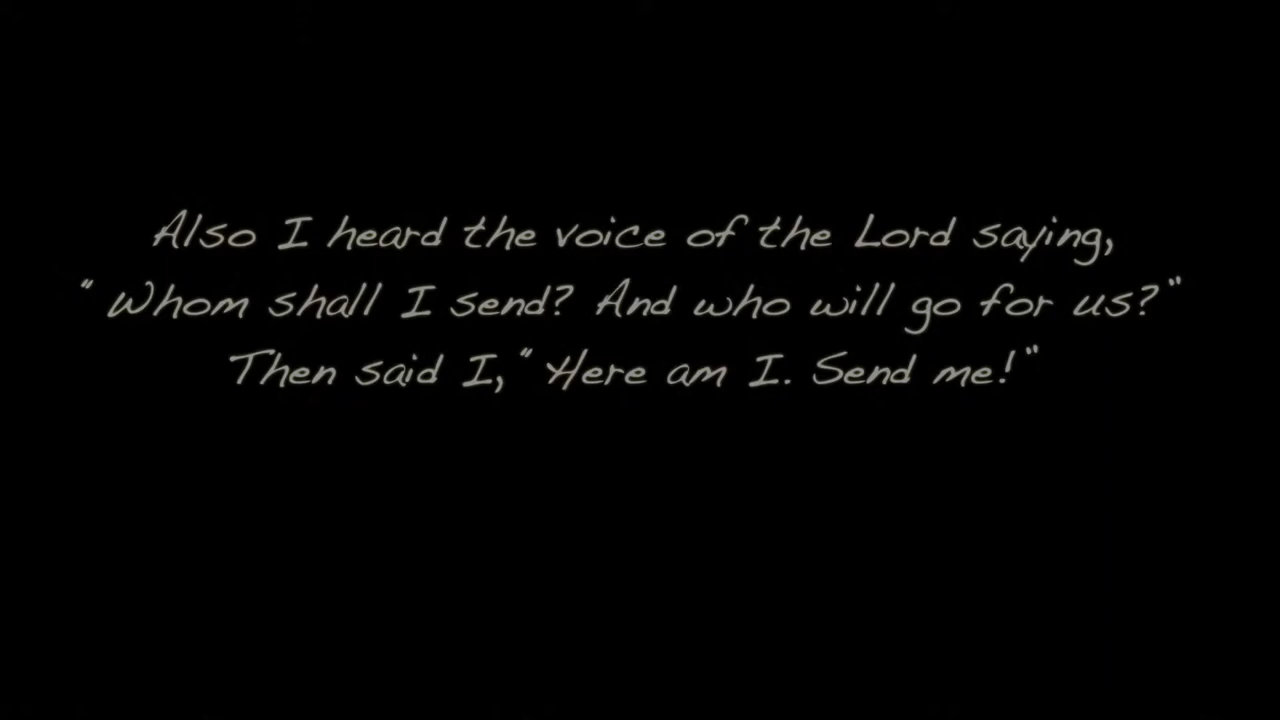 Also I heard the voice of the Lord saying,
"Whom shall I send? And who will go for us?"
Then said I, "Here am I. Send me!"